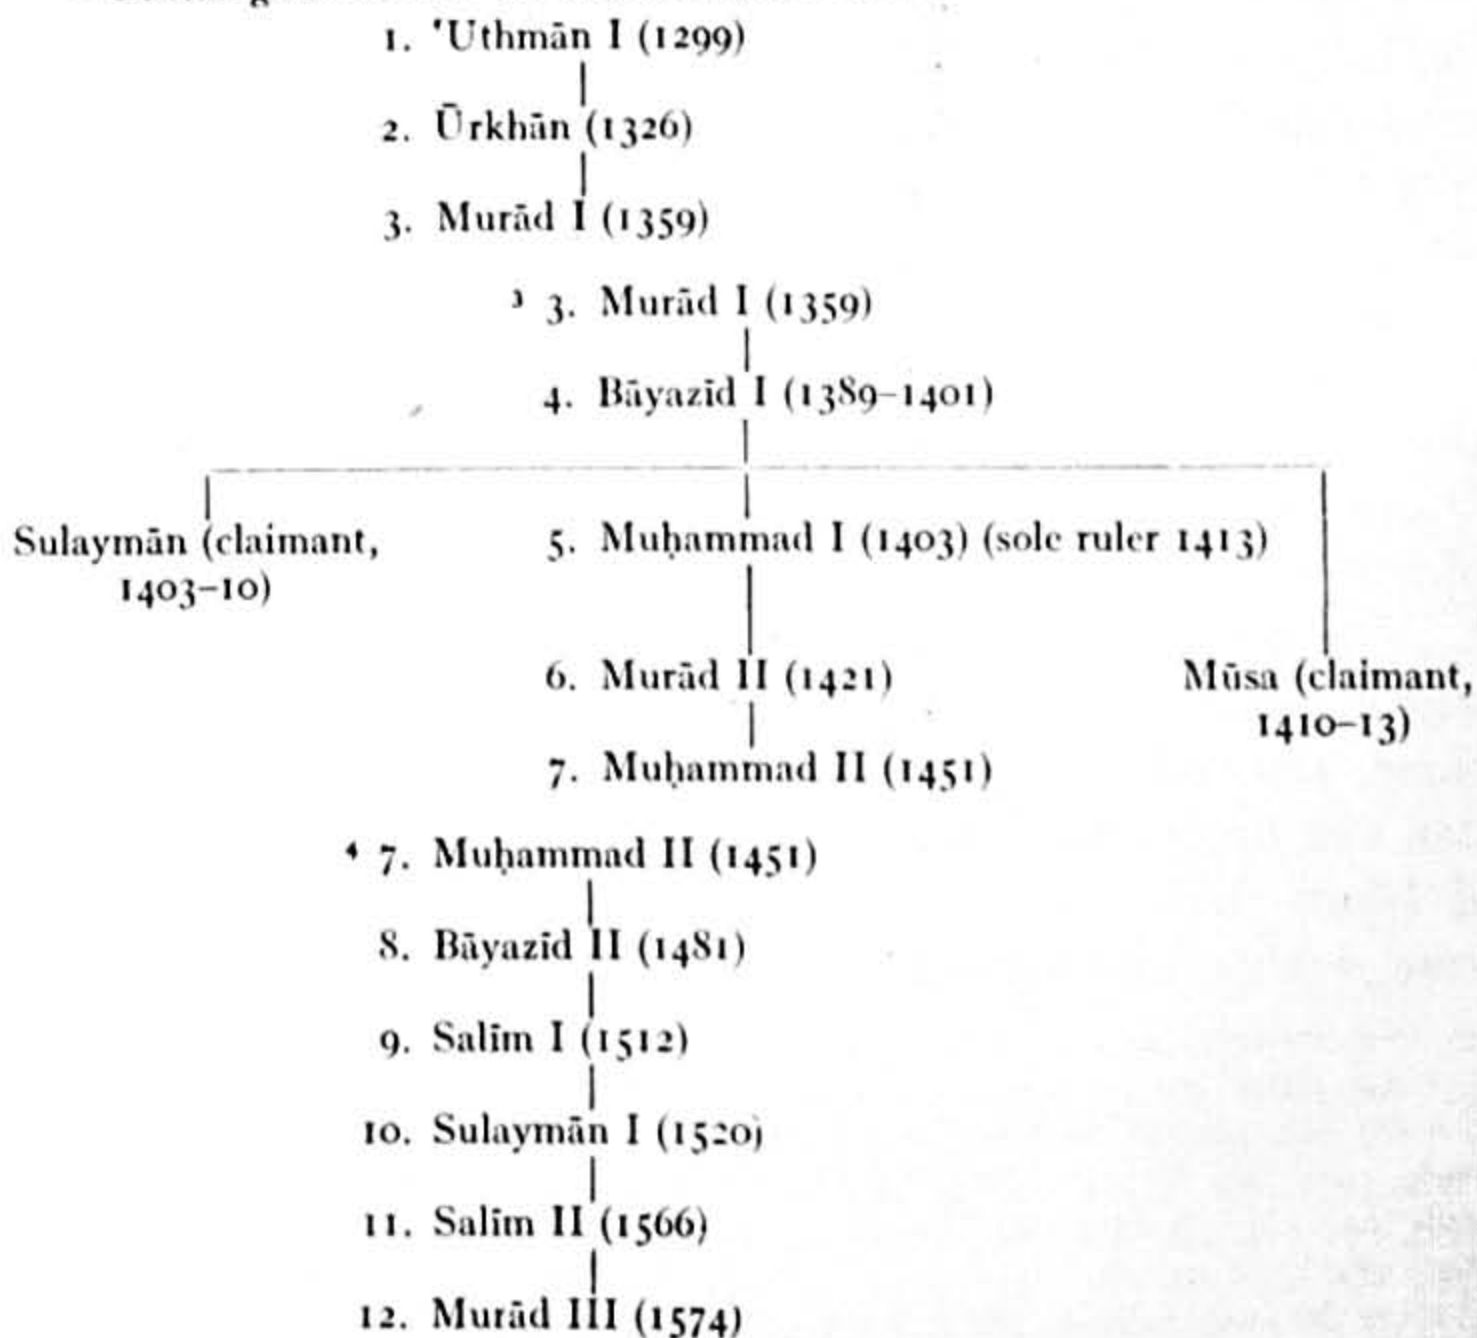 1. ʻUthmān I (1299)
2. Ūrkhān (1326)
3. Murād I (1359)
³ 3. Murād I (1359)
4. Bāyazīd I (1389–1401)
Sulaymān (claimant,
1403–10)
5. Muḥammad I (1403) (sole ruler 1413)
6. Murād II (1421)
Mūsa (claimant,
1410–13)
7. Muḥammad II (1451)
⁴ 7. Muḥammad II (1451)
8. Bāyazīd II (1481)
9. Salīm I (1512)
10. Sulaymān I (1520)
11. Salīm II (1566)
12. Murād III (1574)